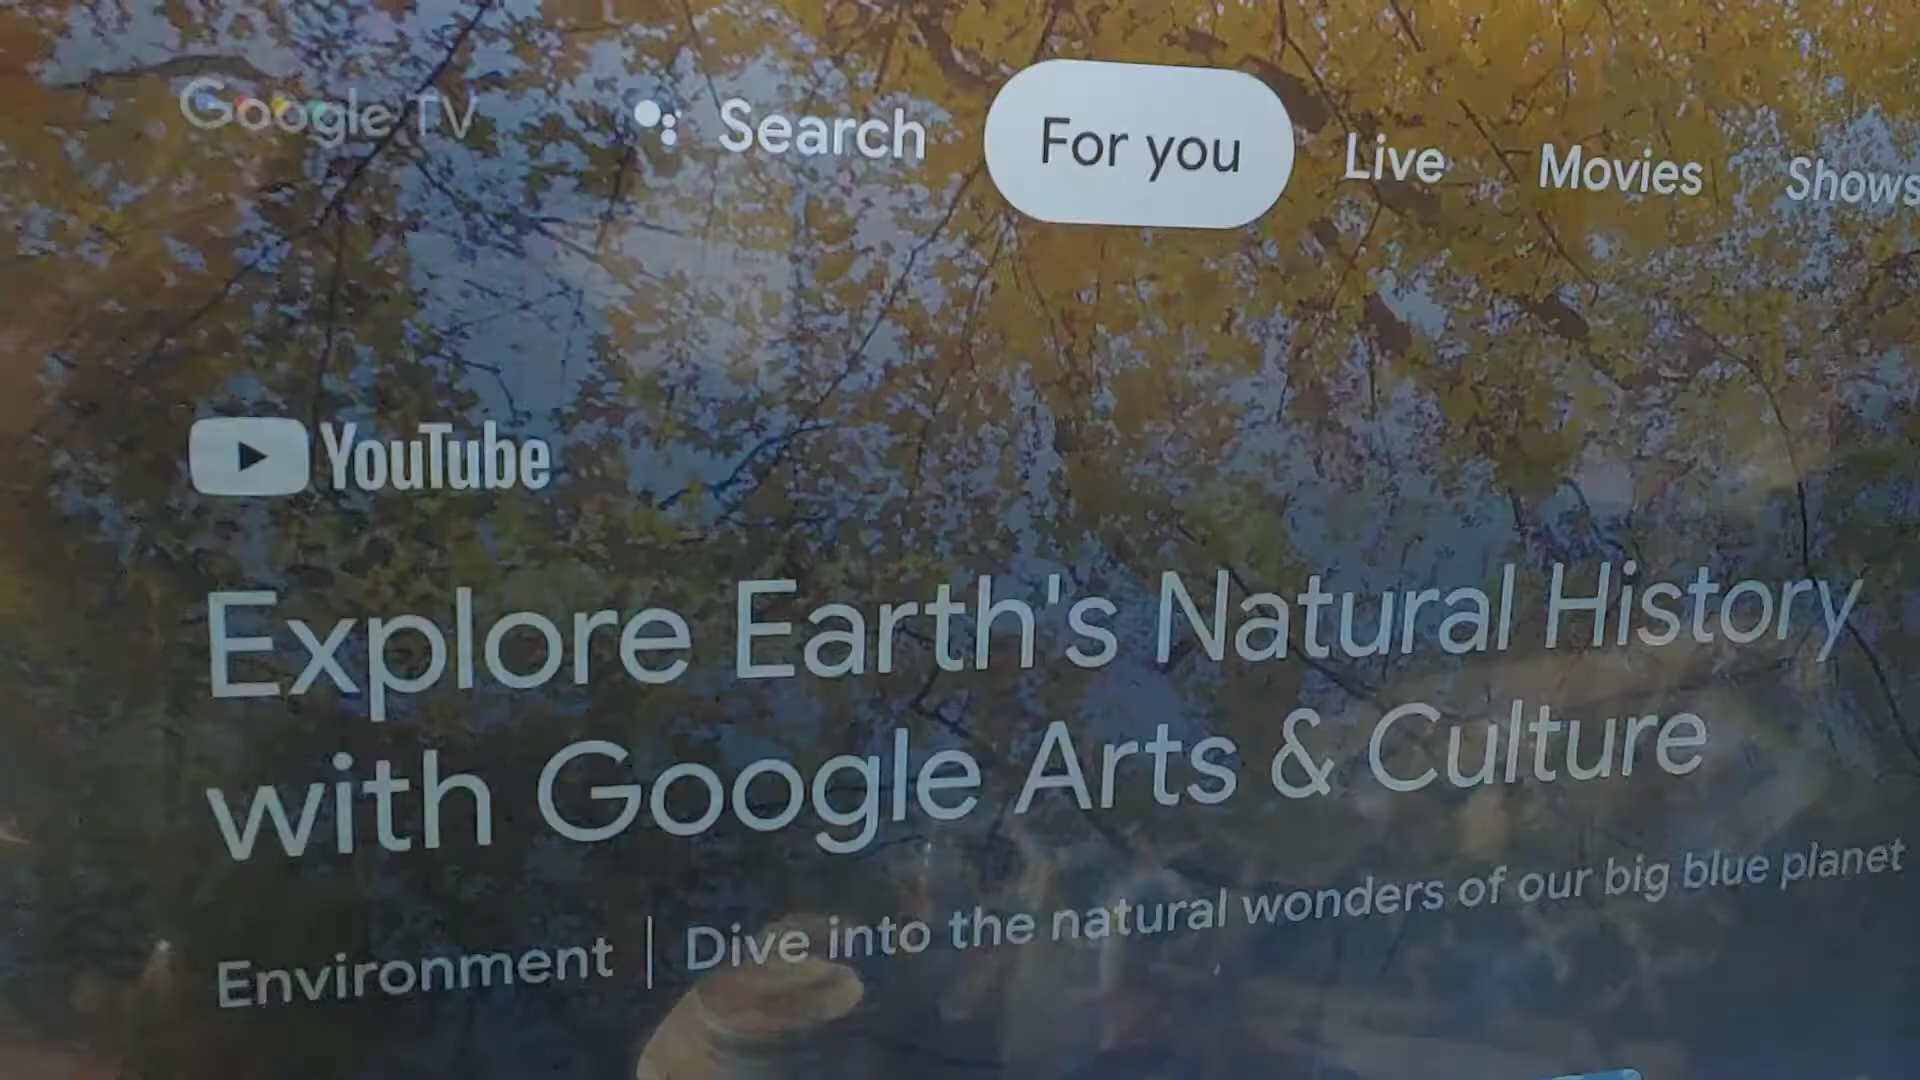 Google TV Search For you Live Movies Shows
YouTube
Explore Earth's Natural History
with Google Arts & Culture
Environment | Dive into the natural wonders of our big blue planet